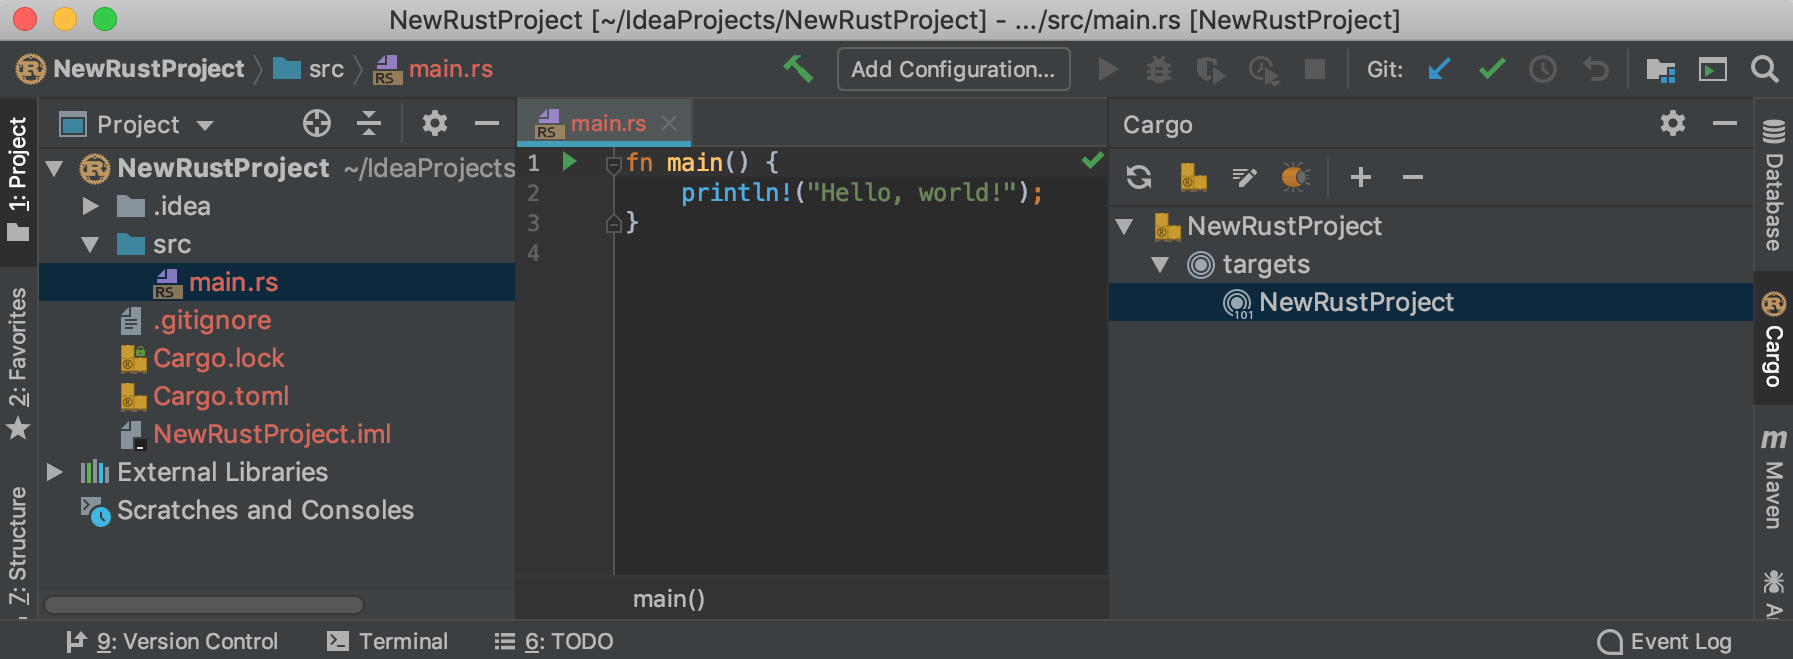 NewRustProject [~/IdeaProjects/NewRustProject] - .../src/main.rs [NewRustProject]
NewRustProject src main.rs
Add Configuration...
Git:
1: Project
2: Favorites
7: Structure
Project
NewRustProject ~/IdeaProjects
.idea
src
main.rs
.gitignore
Cargo.lock
Cargo.toml
NewRustProject.iml
External Libraries
Scratches and Consoles
main.rs
1 fn main() {
2 println!("Hello, world!");
3 }
4
main()
Cargo
NewRustProject
targets
NewRustProject
Database
Cargo
Maven
9: Version Control
Terminal
6: TODO
Event Log